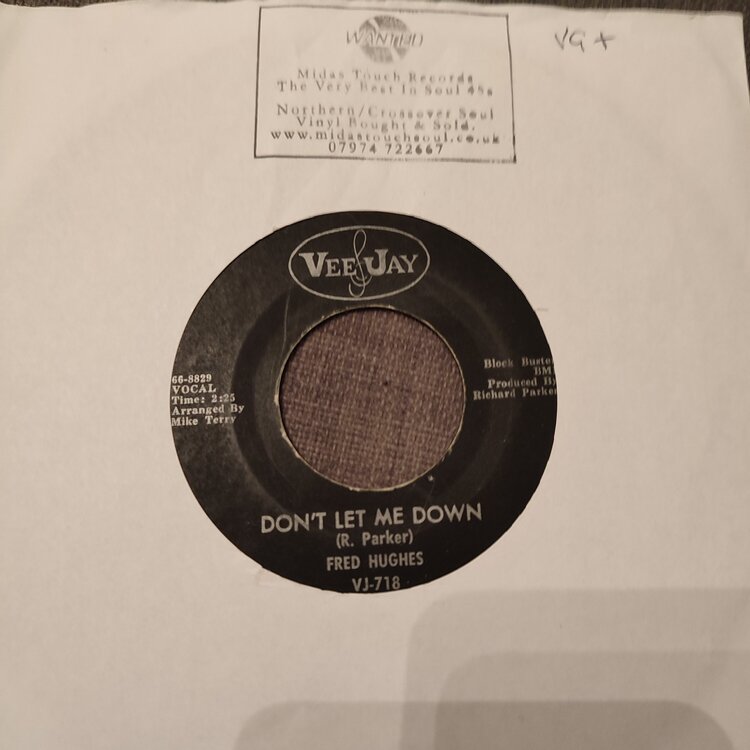 WANTED
VG+
Midas Touch Records
The Very Best In Soul 45s
Northern/Crossover Soul
Vinyl Bought & Sold.
www.midastouchsoul.co.uk
07974 722667
VEE JAY
66-8829
VOCAL
Time: 2:25
Arranged By
Mike Terry
Block Buste
BM
Produced By
Richard Parker
DON'T LET ME DOWN
(R. Parker)
FRED HUGHES
VJ-718